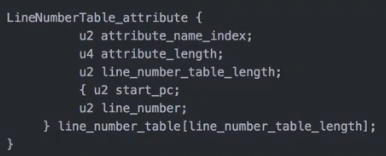 LineNumberTable_attribute {
u2 attribute_name_index;
u4 attribute_length;
u2 line_number_table_length;
{ u2 start_pc;
u2 line_number;
} line_number_table[line_number_table_length];
}